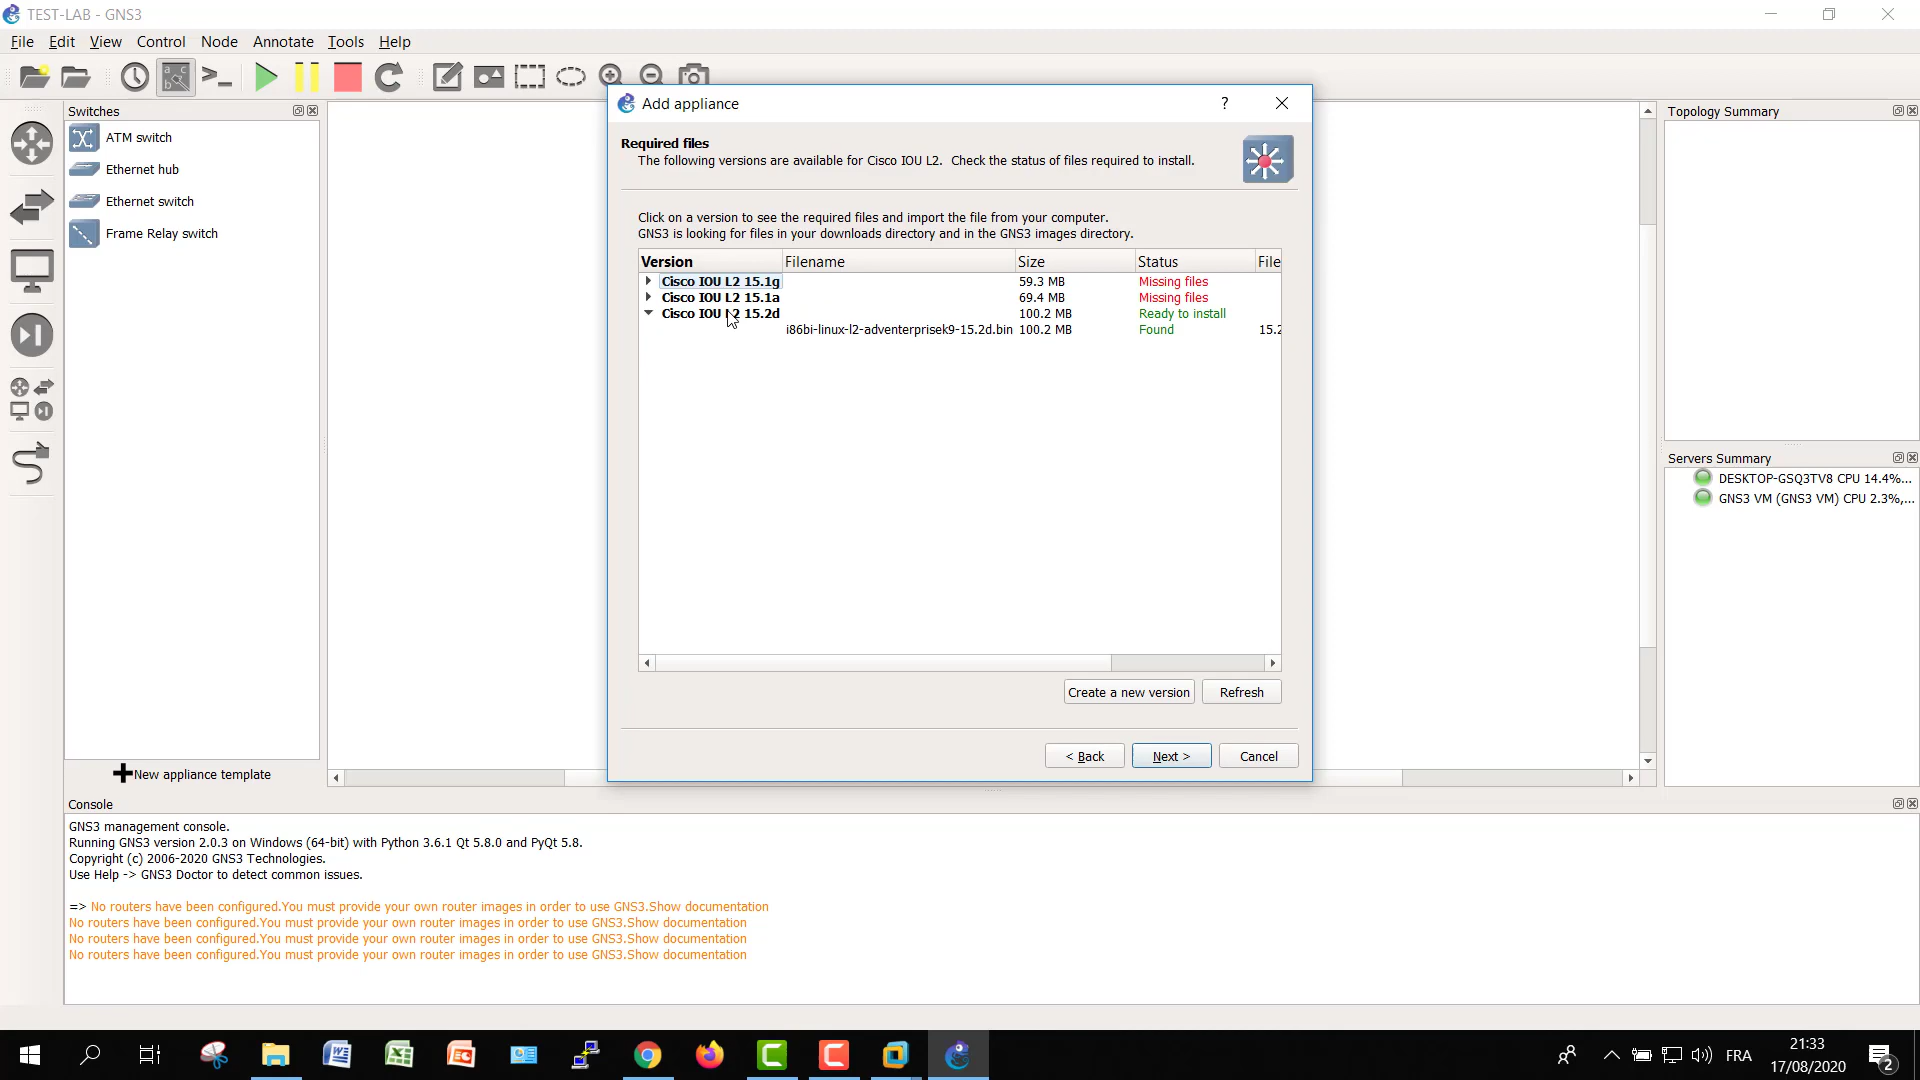 TEST-LAB - GNS3
File Edit View Control Node Annotate Tools Help
Switches
ATM switch
Ethernet hub
Ethernet switch
Frame Relay switch
New appliance template
Add appliance
?
Required files
The following versions are available for Cisco IOU L2. Check the status of files required to install.
Click on a version to see the required files and import the file from your computer.
GNS3 is looking for files in your downloads directory and in the GNS3 images directory.
Version Filename Size Status File
Cisco IOU L2 15.1g 59.3 MB Missing files
Cisco IOU L2 15.1a 69.4 MB Missing files
Cisco IOU L2 15.2d 100.2 MB Ready to install
i86bi-linux-l2-adventerprisek9-15.2d.bin 100.2 MB Found 15.2
Create a new version Refresh
< Back Next > Cancel
Topology Summary
Servers Summary
DESKTOP-GSQ3TV8 CPU 14.4%...
GNS3 VM (GNS3 VM) CPU 2.3%,...
Console
GNS3 management console.
Running GNS3 version 2.0.3 on Windows (64-bit) with Python 3.6.1 Qt 5.8.0 and PyQt 5.8.
Copyright (c) 2006-2020 GNS3 Technologies.
Use Help -> GNS3 Doctor to detect common issues.
=> No routers have been configured.You must provide your own router images in order to use GNS3.Show documentation
No routers have been configured.You must provide your own router images in order to use GNS3.Show documentation
No routers have been configured.You must provide your own router images in order to use GNS3.Show documentation
No routers have been configured.You must provide your own router images in order to use GNS3.Show documentation
FRA
21:33
17/08/2020
2